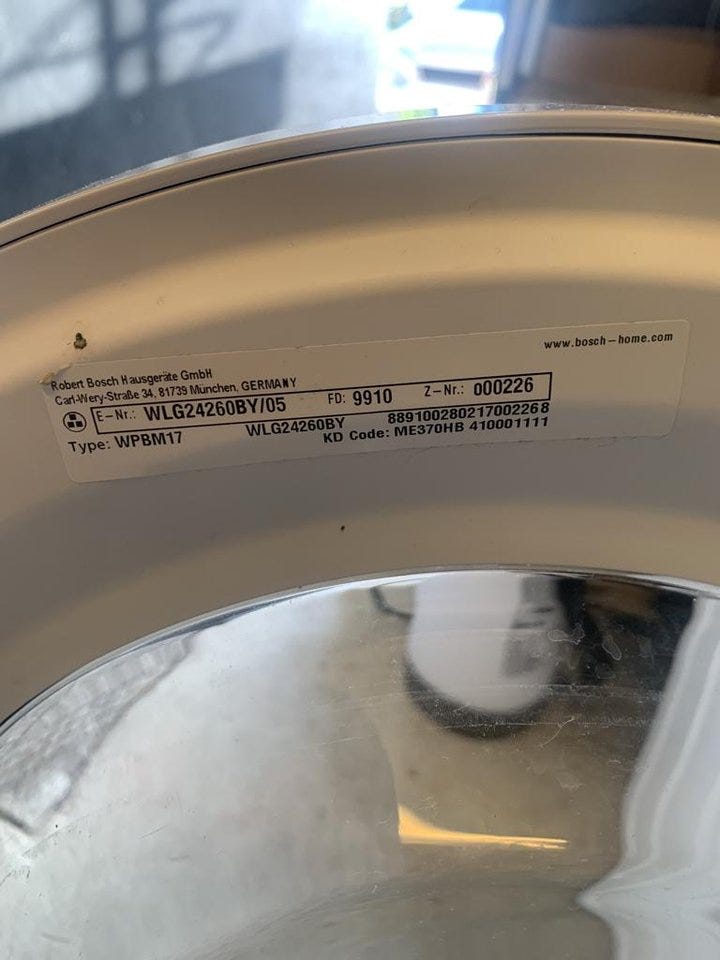 www.bosch-home.com
Robert Bosch Hausgeräte GmbH
Carl-Wery-Straße 34, 81739 München, GERMANY
E-Nr.: WLG24260BY/05 FD: 9910 Z-Nr.: 000226
Type: WPBM17 WLG24260BY 889100280217002268
KD Code: ME370HB 410001111